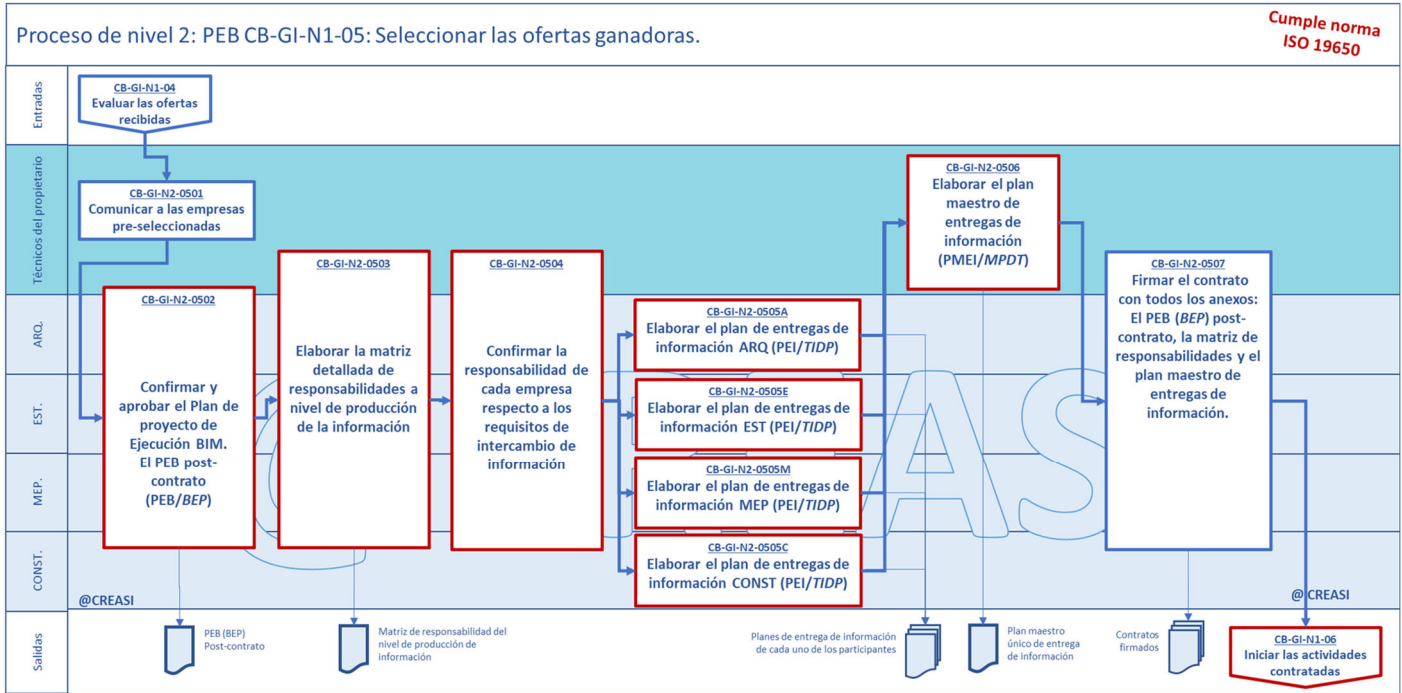 Proceso de nivel 2: PEB CB-GI-N1-05: Seleccionar las ofertas ganadoras.
Cumple norma
ISO 19650
Entradas
CB-GI-N1-04
Evaluar las ofertas
recibidas
Técnicos del propietario
CB-GI-N2-0501
Comunicar a las empresas
pre-seleccionadas
CB-GI-N2-0502
Confirmar y
aprobar el Plan de
proyecto de
Ejecución BIM.
El PEB post-
contrato
(PEB/BEP)
CB-GI-N2-0503
Elaborar la matriz
detallada de
responsabilidades a
nivel de producción
de la información
CB-GI-N2-0504
Confirmar la
responsabilidad de
cada empresa
respecto a los
requisitos de
intercambio de
información
CB-GI-N2-0505A
Elaborar el plan de entregas de
información ARQ (PEI/TIDP)
CB-GI-N2-0505E
Elaborar el plan de entregas de
información EST (PEI/TIDP)
CB-GI-N2-0505M
Elaborar el plan de entregas de
información MEP (PEI/TIDP)
CB-GI-N2-0505C
Elaborar el plan de entregas de
información CONST (PEI/TIDP)
CB-GI-N2-0506
Elaborar el plan
maestro de
entregas de
información
(PMEI/MPDT)
CB-GI-N2-0507
Firmar el contrato
con todos los anexos:
El PEB (BEP) post-
contrato, la matriz de
responsabilidades y el
plan maestro de
entregas de
información.
ARQ.
EST.
MEP.
CONST.
@CREASI
@CREASI
Salidas
PEB (BEP)
Post-contrato
Matriz de responsabilidad del
nivel de producción de
información
Planes de entrega de información
de cada uno de los participantes
Plan maestro
único de entrega
de información
Contratos
firmados
CB-GI-N1-06
Iniciar las actividades
contratadas